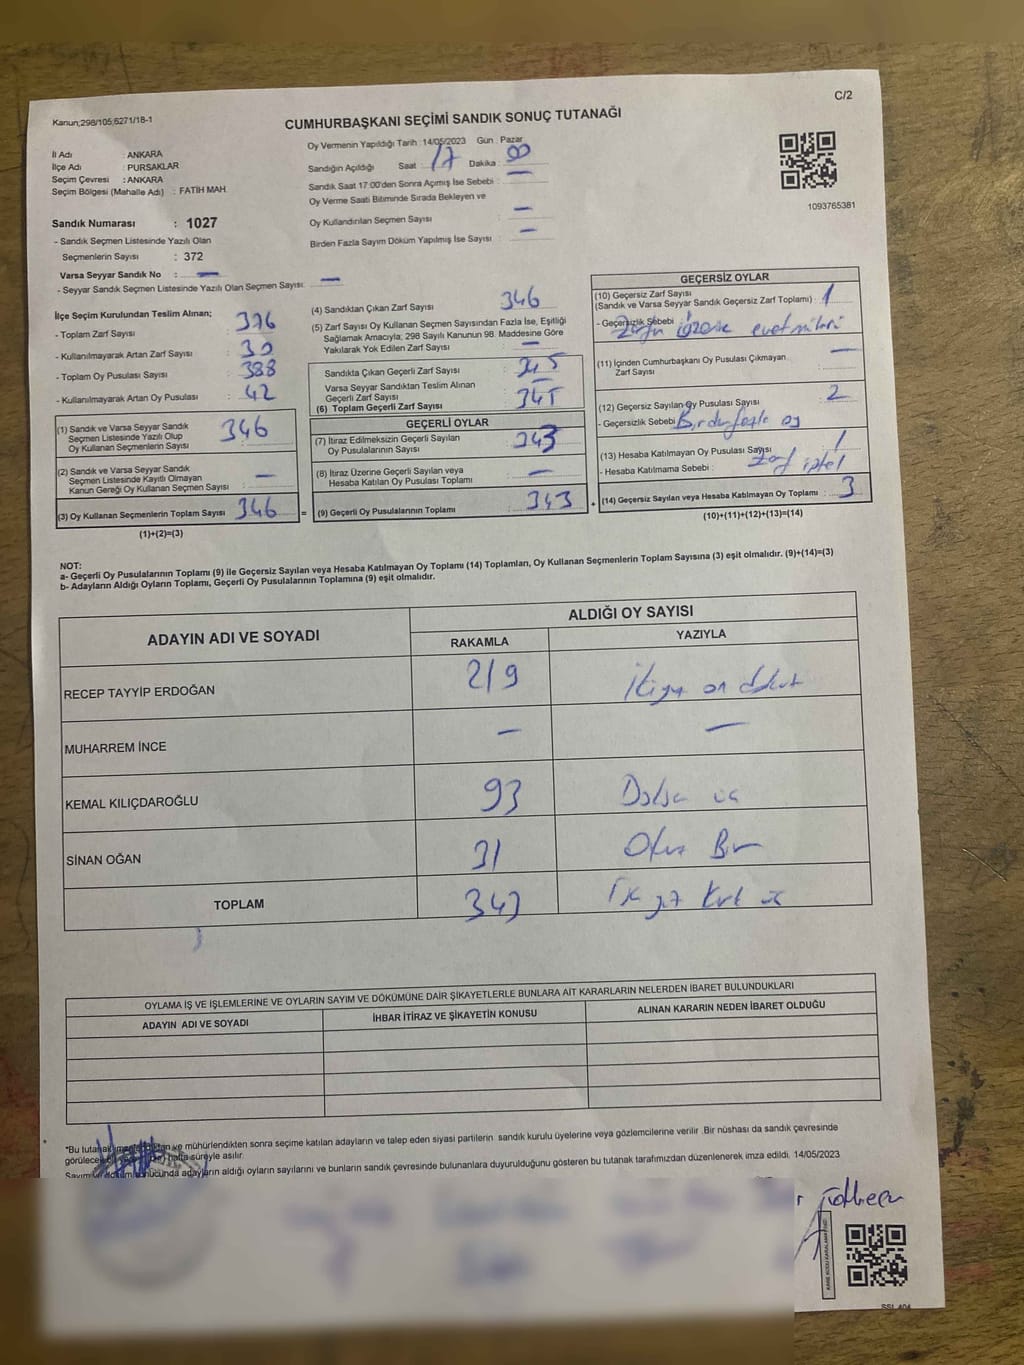 C/2
Kanun;298/105;6271/18-1
CUMHURBAŞKANI SEÇİMİ SANDIK SONUÇ TUTANAĞI
İl Adı : ANKARA
İlçe Adı : PURSAKLAR
Seçim Çevresi : ANKARA
Seçim Bölgesi (Mahalle Adı) : FATİH MAH.
Oy Vermenin Yapıldığı Tarih : 14/05/2023 Gün : Pazar
Sandığın Açıldığı Saat : 17 Dakika :
Sandık Saat 17:00'den Sonra Açımış İse Sebebi : —
Oy Verme Saati Bitiminde Sırada Bekleyen ve
Oy Kullandırılan Seçmen Sayısı : —
Birden Fazla Sayım Döküm Yapılmış İse Sayısı : —
1093765381
Sandık Numarası : 1027
- Sandık Seçmen Listesinde Yazılı Olan
Seçmenlerin Sayısı : 372
Varsa Seyyar Sandık No : —
- Seyyar Sandık Seçmen Listesinde Yazılı Olan Seçmen Sayısı: —
İlçe Seçim Kurulundan Teslim Alınan;
- Toplam Zarf Sayısı : 376
- Kullanılmayarak Artan Zarf Sayısı : 30
- Toplam Oy Pusulası Sayısı : 388
- Kullanılmayarak Artan Oy Pusulası : 42
(1) Sandık ve Varsa Seyyar Sandık
Seçmen Listesinde Yazılı Olup
Oy Kullanan Seçmenlerin Sayısı : 346
(2) Sandık ve Varsa Seyyar Sandık
Seçmen Listesinde Kayıtlı Olmayan
Kanun Gereği Oy Kullanan Seçmen Sayısı : —
(3) Oy Kullanan Seçmenlerin Toplam Sayısı : 346 =
(1)+(2)=(3)
(4) Sandıktan Çıkan Zarf Sayısı : 346
(5) Zarf Sayısı Oy Kullanan Seçmen Sayısından Fazla İse, Eşitliği
Sağlamak Amacıyla; 298 Sayılı Kanunun 98. Maddesine Göre
Yakılarak Yok Edilen Zarf Sayısı : —
Sandıkta Çıkan Geçerli Zarf Sayısı : 345
Varsa Seyyar Sandıktan Teslim Alınan
Geçerli Zarf Sayısı : —
(6) Toplam Geçerli Zarf Sayısı : 345
GEÇERLİ OYLAR
(7) İtiraz Edilmeksizin Geçerli Sayılan
Oy Pusulasının Sayısı : 343
(8) İtiraz Üzerine Geçerli Sayılan veya
Hesaba Katılan Oy Pusulası Toplamı : —
(9) Geçerli Oy Pusulalarının Toplamı : 343 +
GEÇERSİZ OYLAR
(10) Geçersiz Zarf Sayısı
(Sandık ve Varsa Seyyar Sandık Geçersiz Zarf Toplamı) : 1
- Geçersizlik Sebebi : Zarfın üzerine evet mührü
(11) İçinden Cumhurbaşkanı Oy Pusulası Çıkmayan
Zarf Sayısı : —
(12) Geçersiz Sayılan Oy Pusulası Sayısı : 2
- Geçersizlik Sebebi : Birden fazla oy
(13) Hesaba Katılmayan Oy Pusulası Sayısı : 1
- Hesaba Katılmama Sebebi : Zarf iptal
(14) Geçersiz Sayılan veya Hesaba Katılmayan Oy Toplamı : 3
(10)+(11)+(12)+(13)=(14)
NOT:
a- Geçerli Oy Pusulalarının Toplamı (9) ile Geçersiz Sayılan veya Hesaba Katılmayan Oy Toplamı (14) Toplamları, Oy Kullanan Seçmenlerin Toplam Sayısına (3) eşit olmalıdır. (9)+(14)=(3)
b- Adayların Aldığı Oyların Toplamı, Geçerli Oy Pusulalarının Toplamına (9) eşit olmalıdır.
ADAYIN ADI VE SOYADI
ALDIĞI OY SAYISI
RAKAMLA YAZIYLA
RECEP TAYYİP ERDOĞAN 219 İkiyüz on dokuz
MUHARREM İNCE — —
KEMAL KILIÇDAROĞLU 93 Doksan üç
SİNAN OĞAN 31 Otuz Bir
TOPLAM 343 Üç yüz kırk üç
OYLAMA İŞ VE İŞLEMLERİNE VE OYLARIN SAYIM VE DÖKÜMÜNE DAİR ŞİKAYETLERLE BUNLARA AİT KARARLARIN NELERDEN İBARET BULUNDUKLARI
ADAYIN ADI VE SOYADI İHBAR İTİRAZ VE ŞİKAYETİN KONUSU ALINAN KARARIN NEDEN İBARET OLDUĞU
*Bu tutanak ve mühürlendikten sonra seçime katılan adayların ve talep eden siyasi partilerin sandık kurulu üyelerine veya gözlemcilerine verilir .Bir nüshası da sandık çevresinde
görülecek hafta süreyle asılır.
Sayım sonucunda adayların aldığı oyların sayılarını ve bunların sandık çevresinde bulunanlara duyurulduğunu gösteren bu tutanak tarafımızdan düzenlenerek imza edildi. 14/05/2023